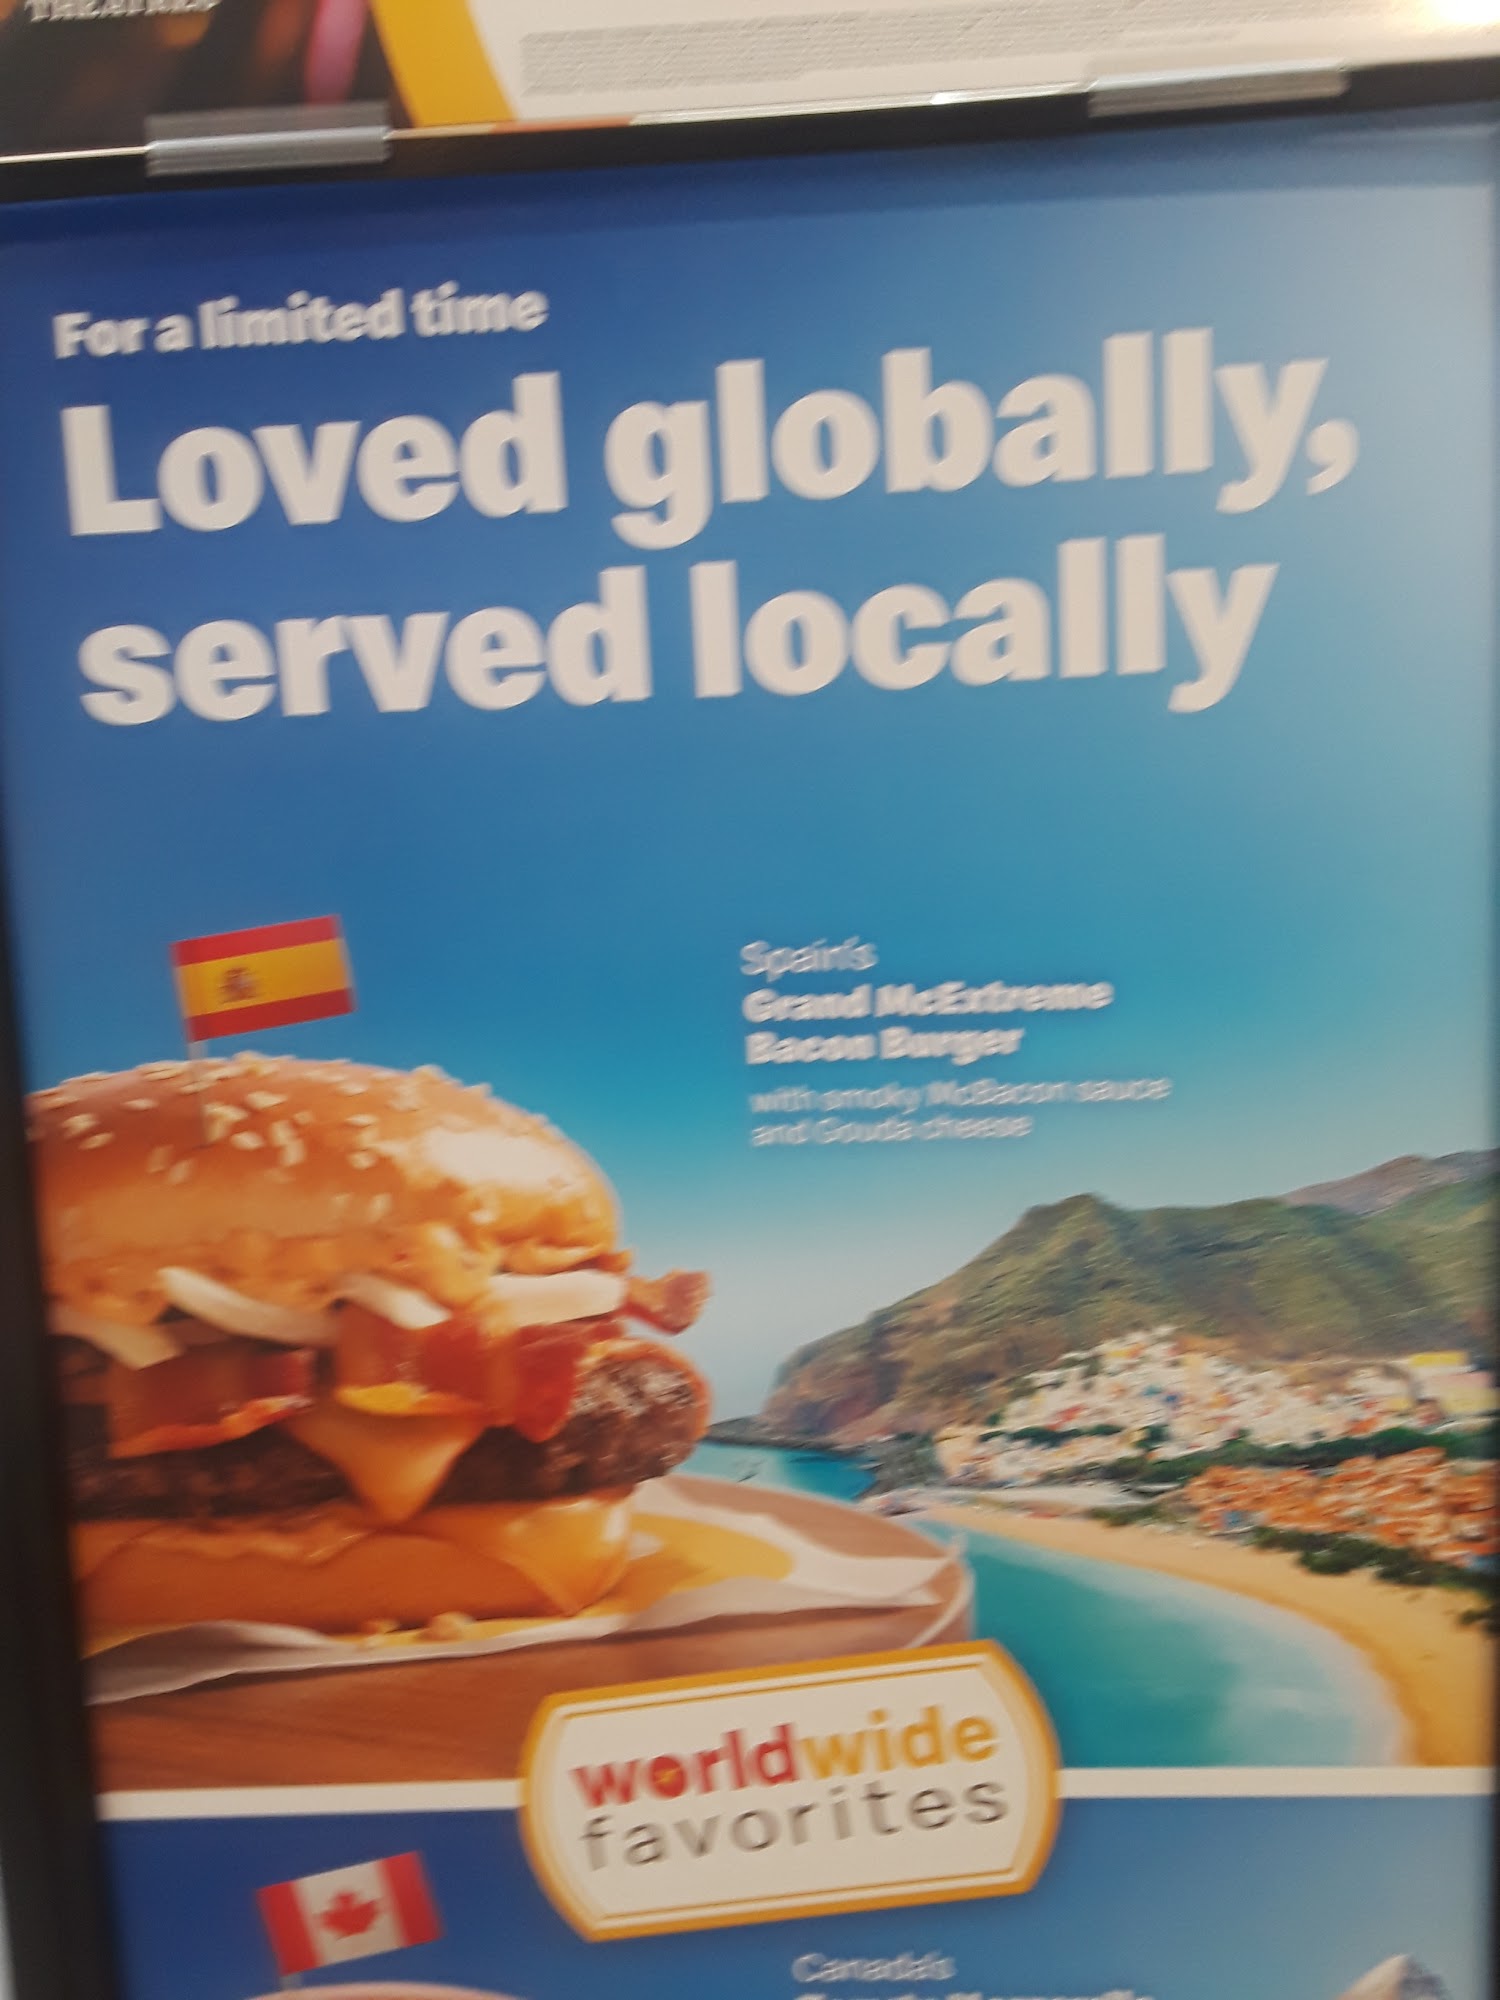 THEATRES
For a limited time
Loved globally,
served locally
Spain's
Grand McExtreme
Bacon Burger
with smoky McBacon sauce
and Gouda cheese
worldwide
favorites
Canada's